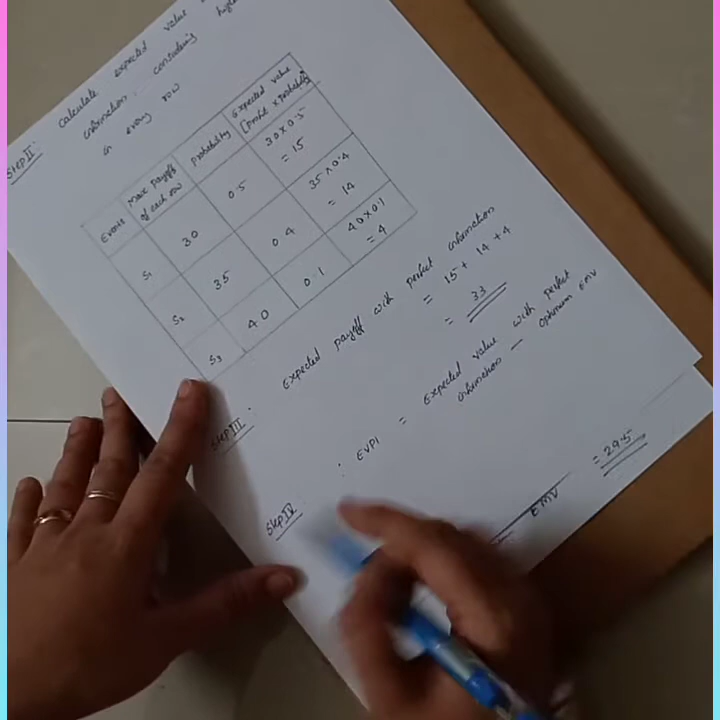 Step II: calculate expected value
information, considering high
in every row
Events Max payoff of each row Probability Expected value [profit x probability]
S1 30 0.5 30 x 0.5 = 15
S2 35 0.4 35 x 0.4 = 14
S3 40 0.1 40 x 0.1 = 4
Step III: Expected payoff with perfect information
= 15 + 14 + 4
= 33
Step IV : EVPI = Expected value with perfect
information - optimum EMV
EMV = 29.5